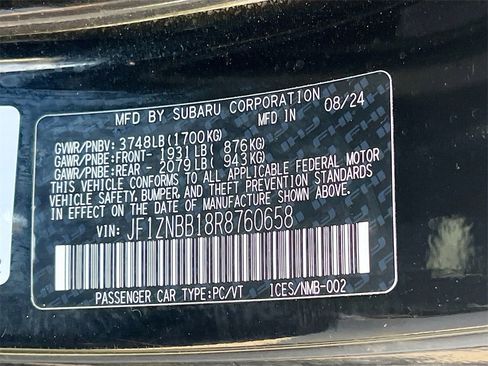 MFD BY SUBARU CORPORATION
MFD IN 08/24
GVWR/PNBV: 3748LB(1700KG)
GAWR/PNBE:FRONT- 1931LB( 876KG)
GAWR/PNBE:REAR - 2079LB( 943KG)
THIS VEHICLE CONFORMS TO ALL APPLICABLE FEDERAL MOTOR
VEHICLE SAFETY, BUMPER, AND THEFT PREVENTION STANDARDS
IN EFFECT ON THE DATE OF MANUFACTURE SHOWN ABOVE.
VIN: JF1ZNBB18R8760658
PASSENGER CAR TYPE:PC/VT ICES/NMB-002